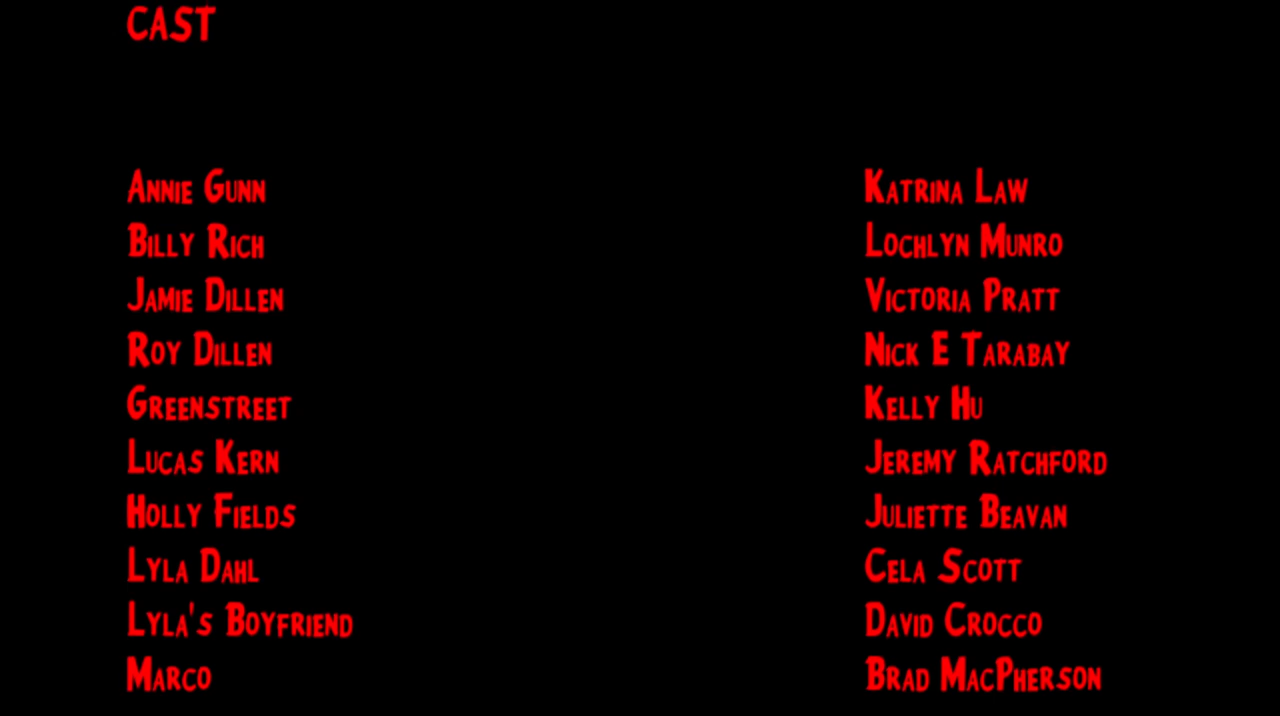 CAST
Annie Gunn Katrina Law
Billy Rich Lochlyn Munro
Jamie Dillen Victoria Pratt
Roy Dillen Nick E Tarabay
Greenstreet Kelly Hu
Lucas Kern Jeremy Ratchford
Holly Fields Juliette Beavan
Lyla Dahl Cela Scott
Lyla's Boyfriend David Crocco
Marco Brad MacPherson